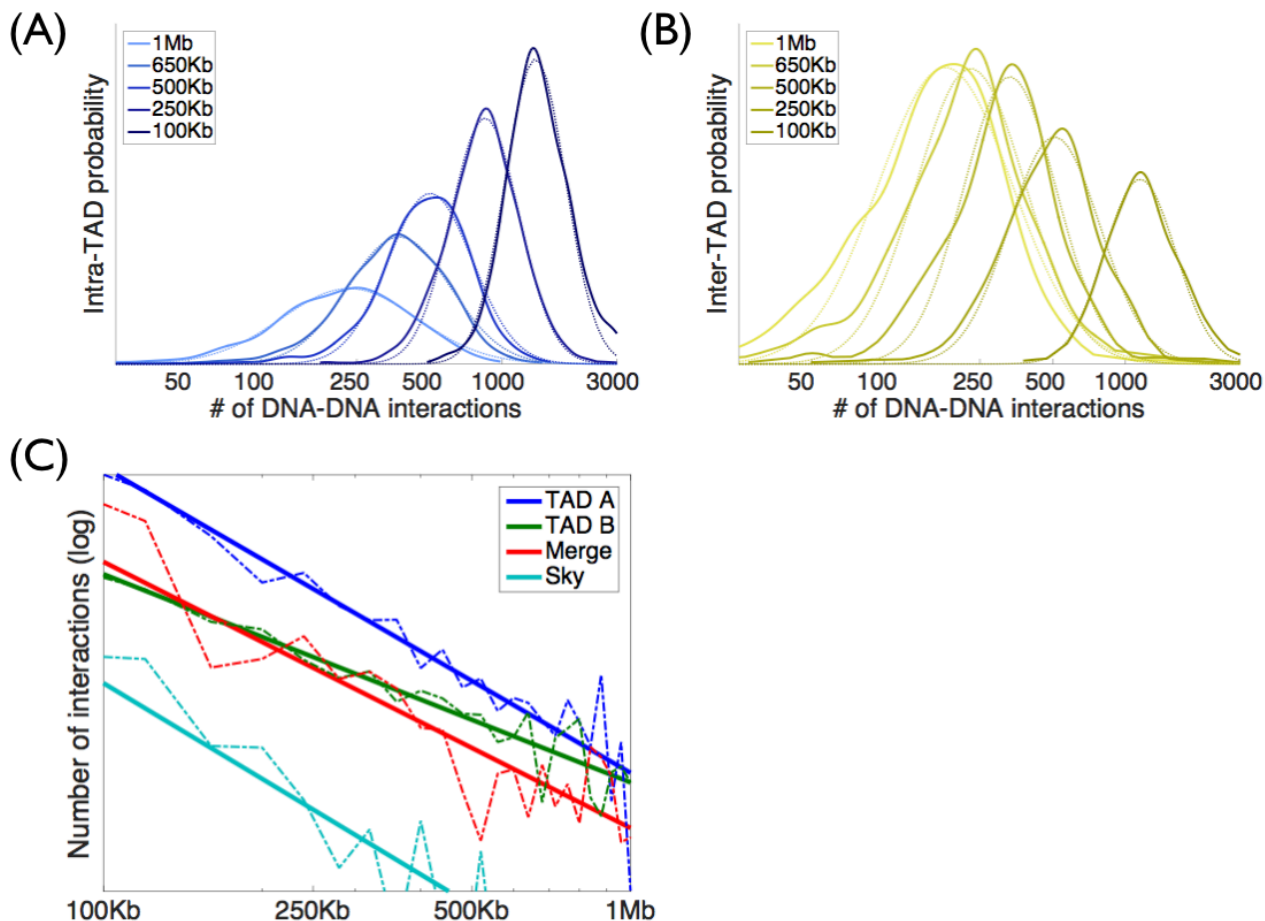 (A)
1Mb
650Kb
500Kb
250Kb
100Kb
Intra-TAD probability
50 100 250 500 1000 3000
# of DNA-DNA interactions
(B)
1Mb
650Kb
500Kb
250Kb
100Kb
Inter-TAD probability
50 100 250 500 1000 3000
# of DNA-DNA interactions
(C)
TAD A
TAD B
Merge
Sky
Number of interactions (log)
100Kb 250Kb 500Kb 1Mb